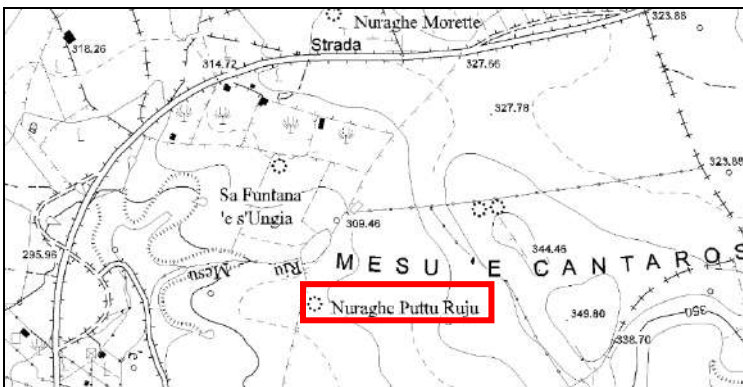 Nuraghe Morette
323.88
318.26
Strada
314.72
327.66
327.78
323.88
Sa Funtana
'e s'Ungia
309.46
344.46
MESU 'E CANTAROS
295.96
Riu
Mesu
Nuraghe Puttu Ruju
349.80
350
338.70